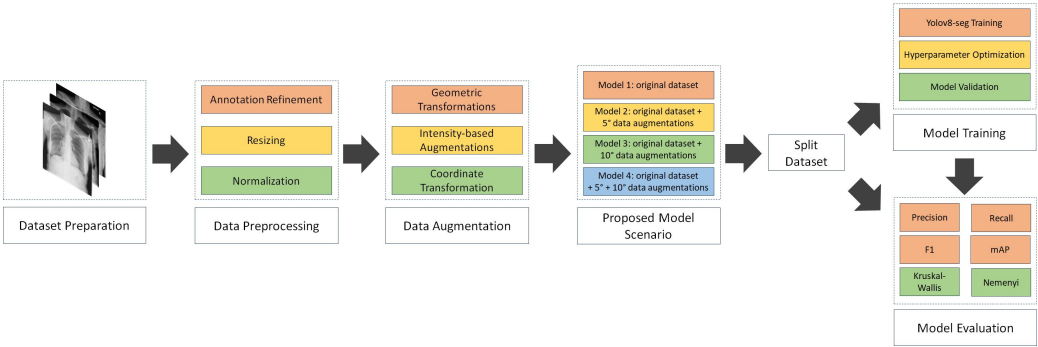 Dataset Preparation
Annotation Refinement
Resizing
Normalization
Data Preprocessing
Geometric
Transformations
Intensity-based
Augmentations
Coordinate
Transformation
Data Augmentation
Model 1: original dataset
Model 2: original dataset +
5° data augmentations
Model 3: original dataset +
10° data augmentations
Model 4: original dataset
+ 5° + 10° data augmentations
Proposed Model
Scenario
Split
Dataset
Yolov8-seg Training
Hyperparameter Optimization
Model Validation
Model Training
Precision
Recall
F1
mAP
Kruskal-
Wallis
Nemenyi
Model Evaluation